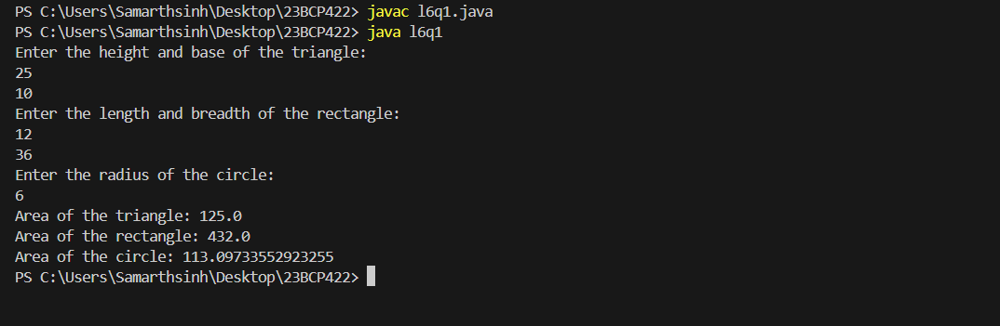 PS C:\Users\Samarthsinh\Desktop\23BCP422> javac l6q1.java
PS C:\Users\Samarthsinh\Desktop\23BCP422> java l6q1
Enter the height and base of the triangle:
25
10
Enter the length and breadth of the rectangle:
12
36
Enter the radius of the circle:
6
Area of the triangle: 125.0
Area of the rectangle: 432.0
Area of the circle: 113.09733552923255
PS C:\Users\Samarthsinh\Desktop\23BCP422>